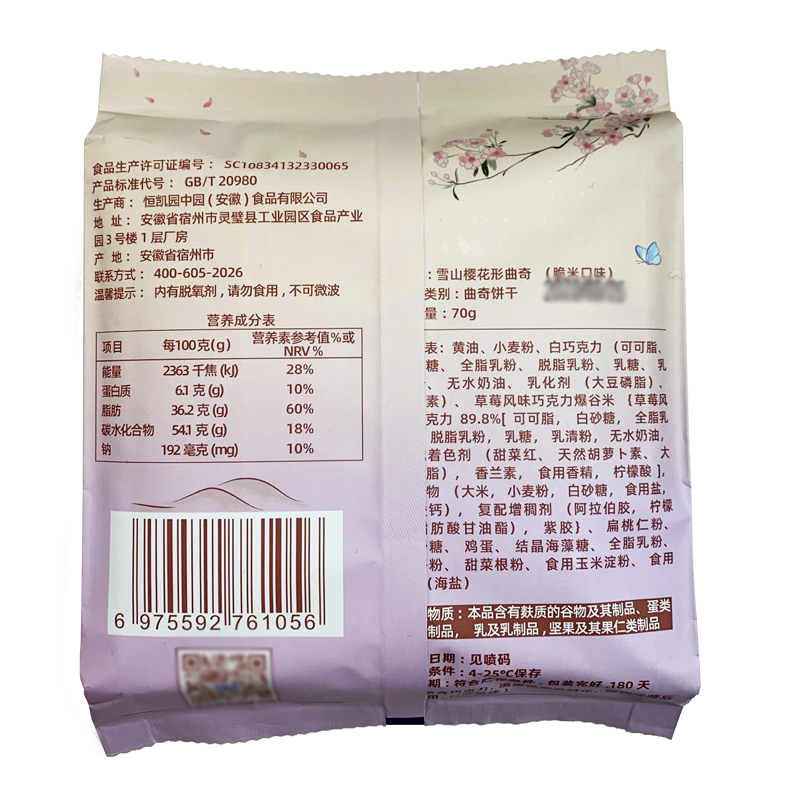 食品生产许可证编号： SC10834132330065
产品标准代号： GB/T 20980
生产商： 恒凯园中园（安徽）食品有限公司
地 址： 安徽省宿州市灵璧县工业园区食品产业
园3号楼1层厂房
产 地：安徽省宿州市
联系方式： 400-605-2026
温馨提示： 内有脱氧剂，请勿食用，不可微波
营养成分表
项目 每100克(g) 营养素参考值%或NRV %
能量 2363 千焦(kJ) 28%
蛋白质 6.1 克(g) 10%
脂肪 36.2 克(g) 60%
碳水化合物 54.1 克(g) 18%
钠 192 毫克(mg) 10%
6 975592 761056
：雪山樱花形曲奇 （脆米口味）
类别：曲奇饼干
量：70g
表：黄油、小麦粉、白巧克力（可可脂、
糖、 全脂乳粉、 脱脂乳粉、 乳糖、 乳
、 无水奶油、 乳化剂 （大豆磷脂）、
素）、 草莓风味巧克力爆谷米 ｛草莓风
克力 89.8%[ 可可脂， 白砂糖， 全脂乳
脱脂乳粉， 乳糖， 乳清粉， 无水奶油，
着色剂 （甜菜红、 天然胡萝卜素、大
脂）， 香兰素， 食用香精， 柠檬酸 ]，
物 （大米， 小麦粉， 白砂糖， 食用盐，
钙）， 复配增稠剂 （阿拉伯胶， 柠檬
肪酸甘油酯）， 紫胶｝、 扁桃仁粉、
糖、 鸡蛋、 结晶海藻糖、 全脂乳粉、
粉、 甜菜根粉、 食用玉米淀粉、 食用
（海盐）
物质：本品含有麸质的谷物及其制品、蛋类
制品， 乳及乳制品，坚果及其果仁类制品
日期：见喷码
条件：4-25℃保存
期：符合 包装完好 180 天